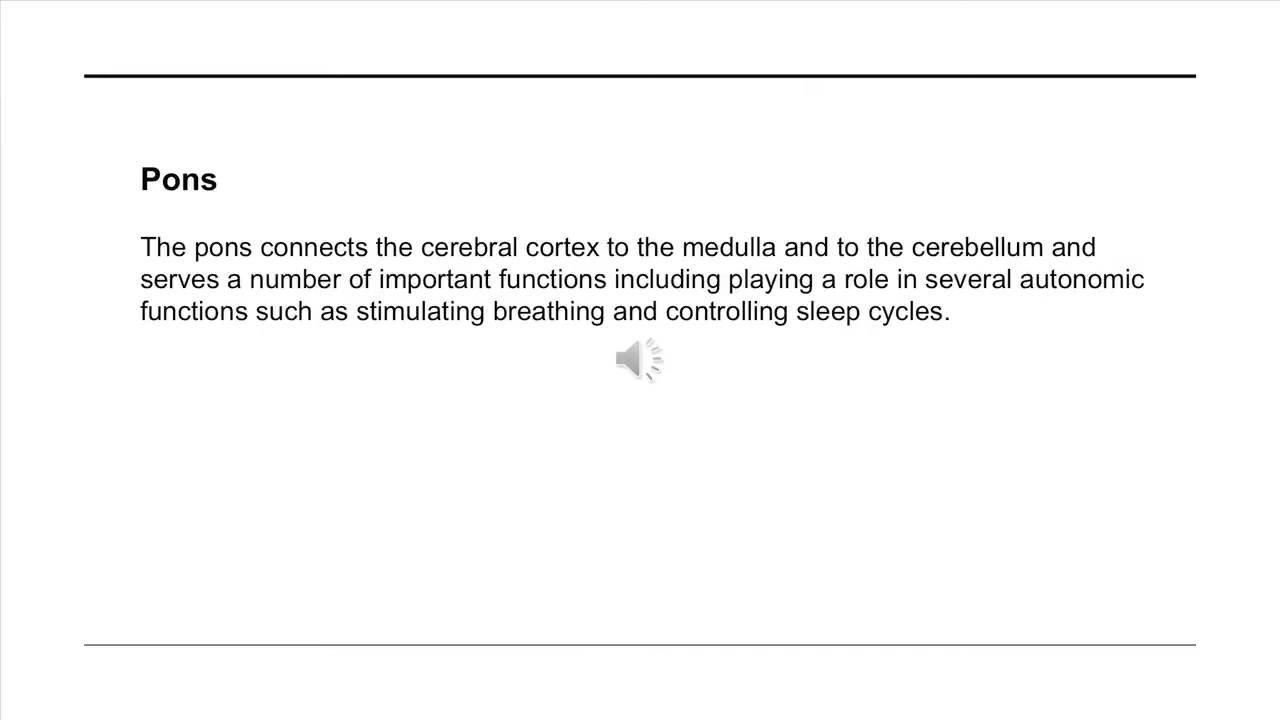 Pons
The pons connects the cerebral cortex to the medulla and to the cerebellum and
serves a number of important functions including playing a role in several autonomic
functions such as stimulating breathing and controlling sleep cycles.